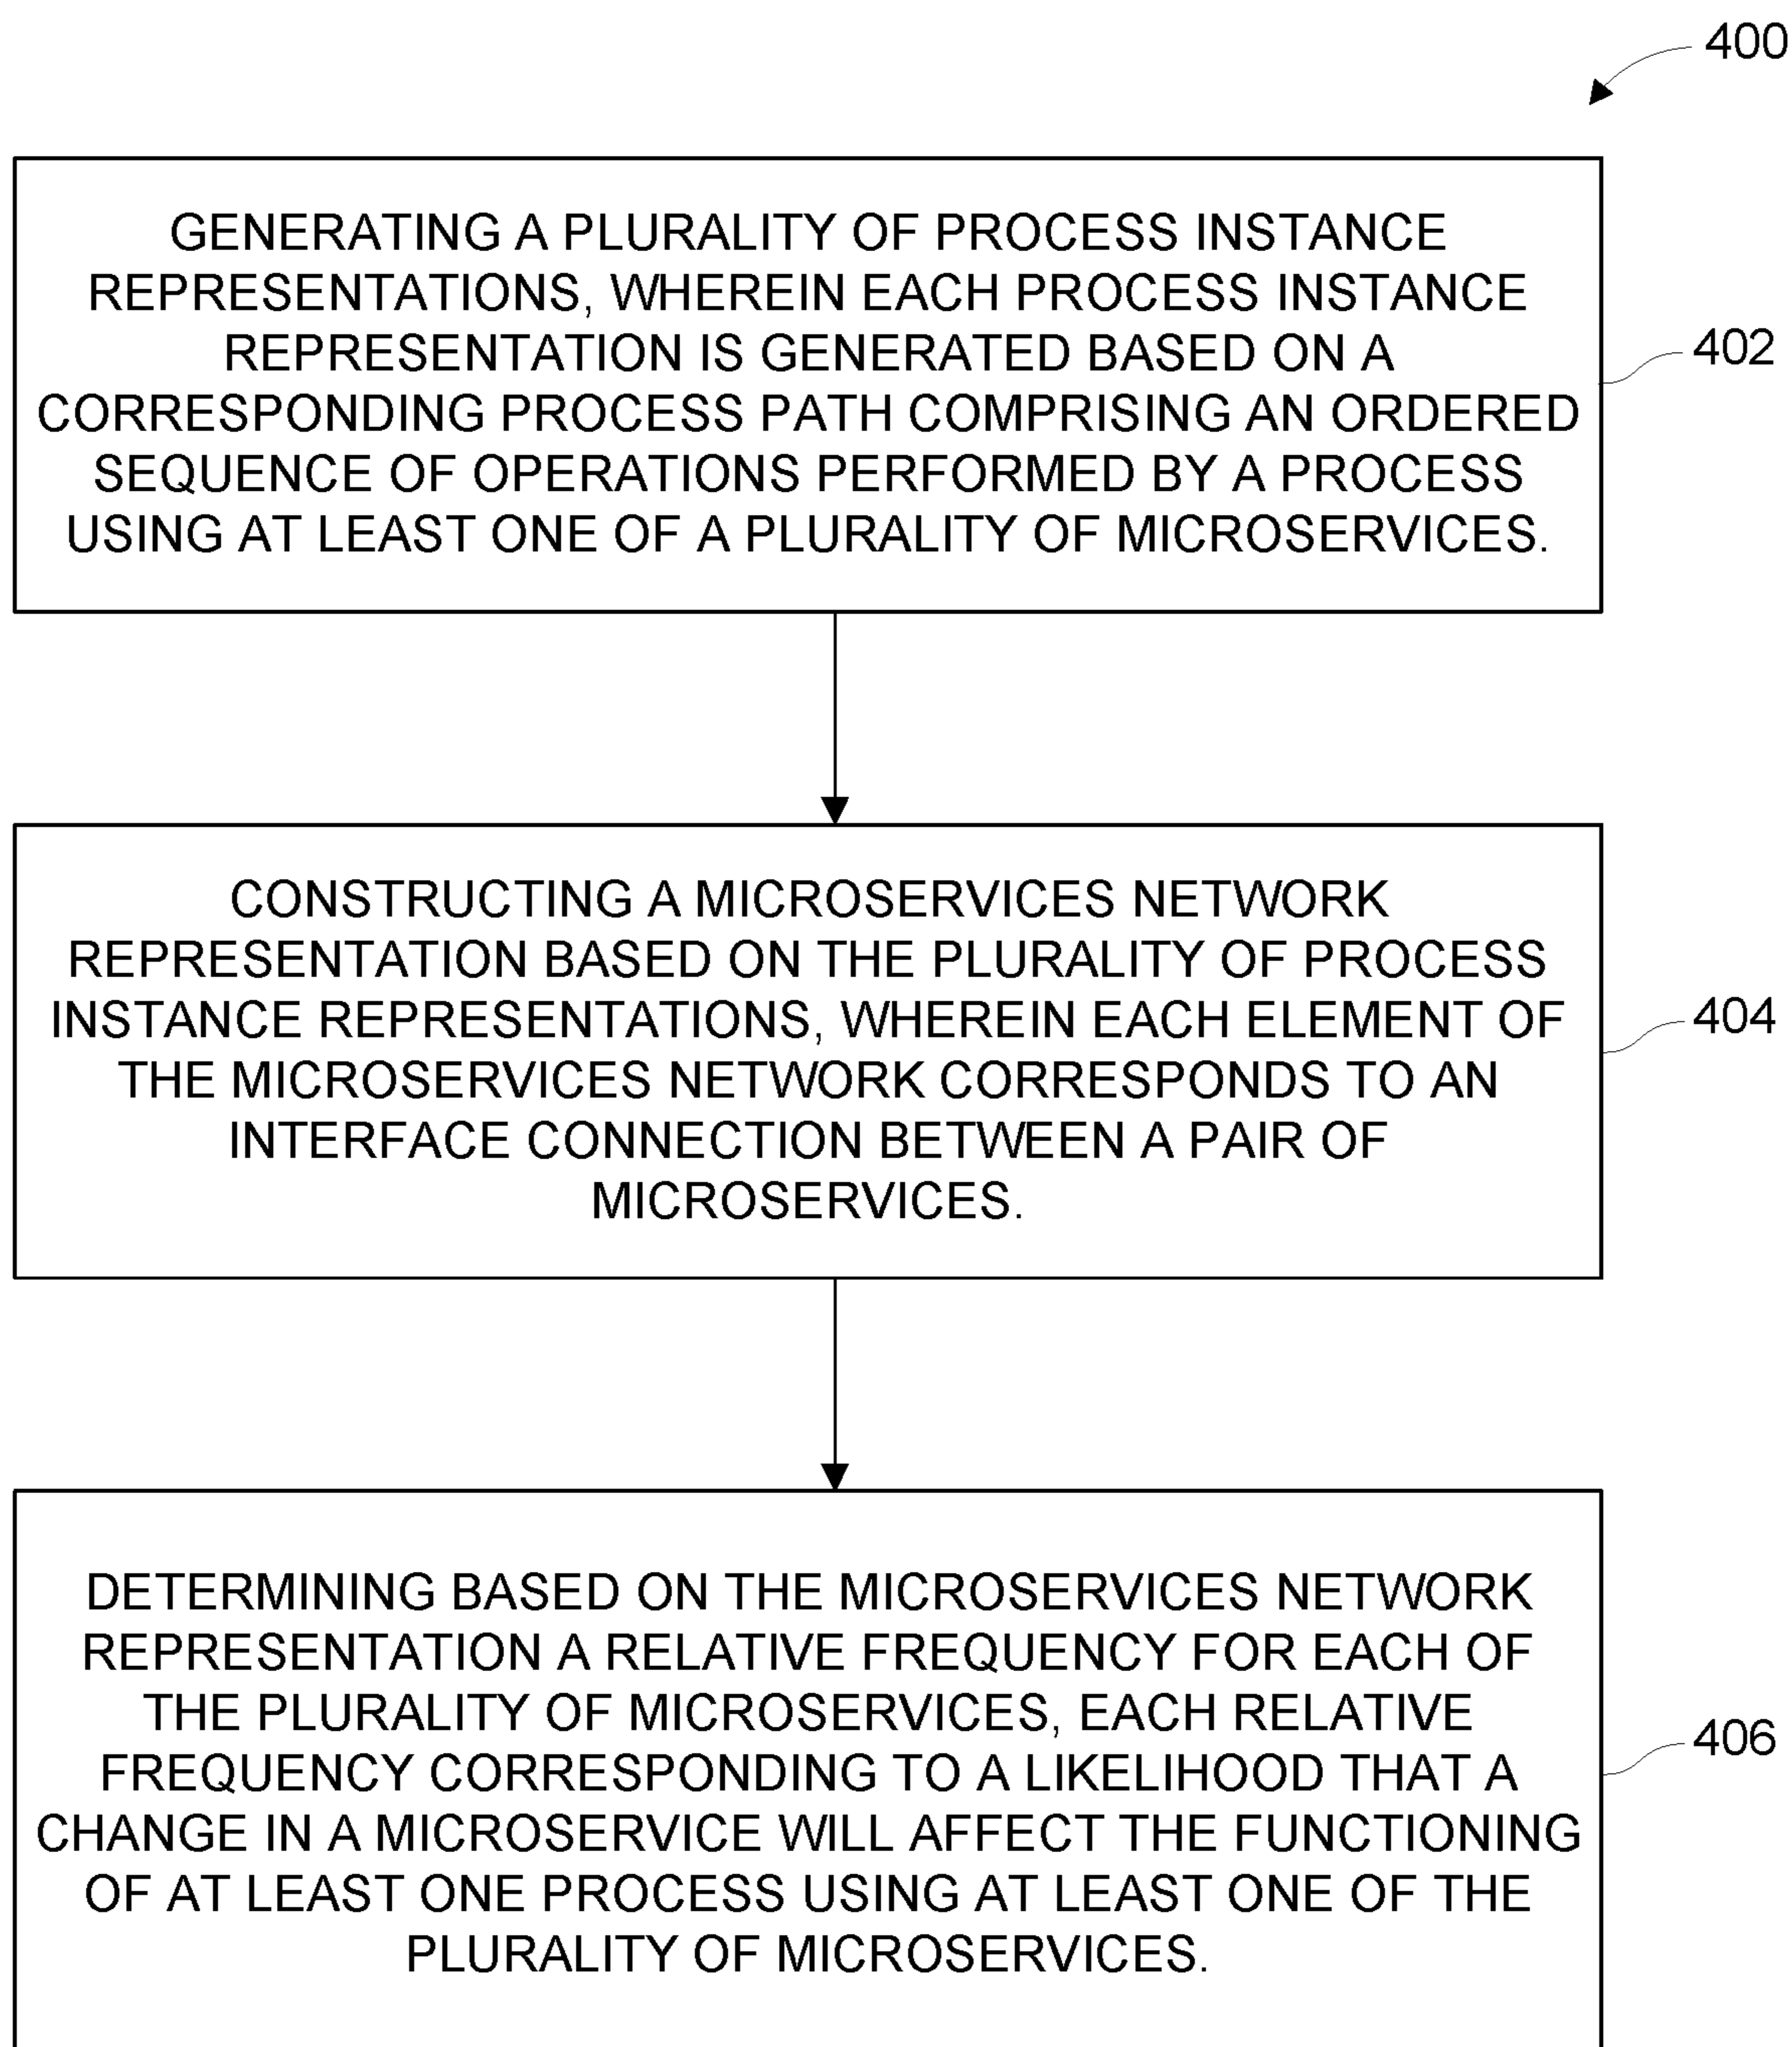 400
GENERATING A PLURALITY OF PROCESS INSTANCE
REPRESENTATIONS, WHEREIN EACH PROCESS INSTANCE
REPRESENTATION IS GENERATED BASED ON A
CORRESPONDING PROCESS PATH COMPRISING AN ORDERED
SEQUENCE OF OPERATIONS PERFORMED BY A PROCESS
USING AT LEAST ONE OF A PLURALITY OF MICROSERVICES.
402
CONSTRUCTING A MICROSERVICES NETWORK
REPRESENTATION BASED ON THE PLURALITY OF PROCESS
INSTANCE REPRESENTATIONS, WHEREIN EACH ELEMENT OF
THE MICROSERVICES NETWORK CORRESPONDS TO AN
INTERFACE CONNECTION BETWEEN A PAIR OF
MICROSERVICES.
404
DETERMINING BASED ON THE MICROSERVICES NETWORK
REPRESENTATION A RELATIVE FREQUENCY FOR EACH OF
THE PLURALITY OF MICROSERVICES, EACH RELATIVE
FREQUENCY CORRESPONDING TO A LIKELIHOOD THAT A
CHANGE IN A MICROSERVICE WILL AFFECT THE FUNCTIONING
OF AT LEAST ONE PROCESS USING AT LEAST ONE OF THE
PLURALITY OF MICROSERVICES.
406